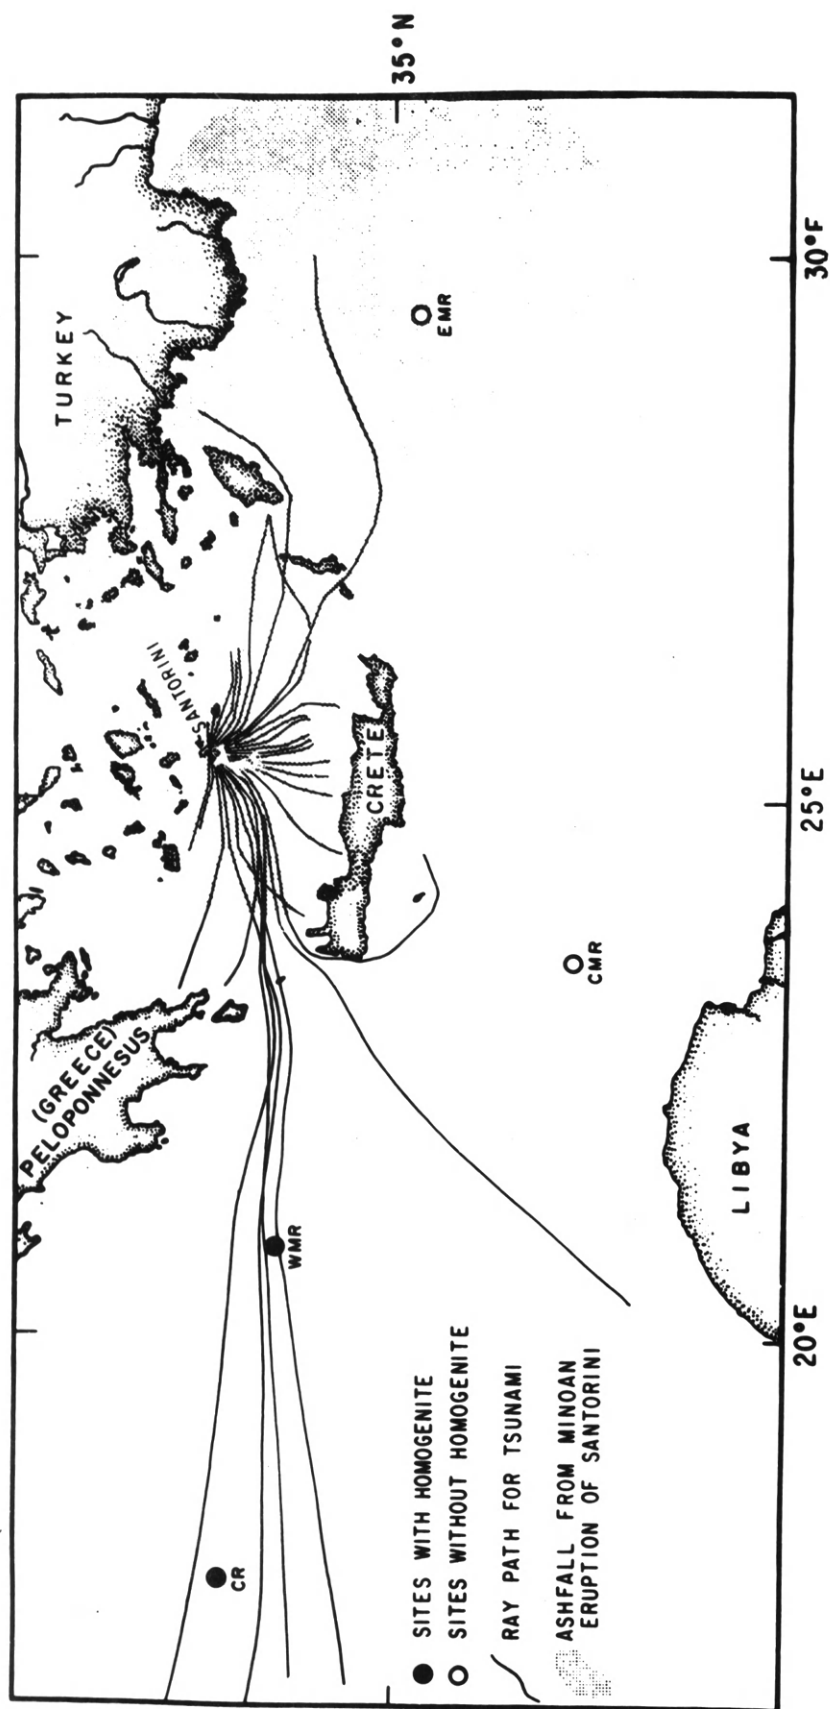 35°N
TURKEY
SANTORINI
(GREECE)
PELOPONNESUS
CRETE
EMR
CMR
WMR
CR
LIBYA
20°E
25°E
30°F
SITES WITH HOMOGENITE
SITES WITHOUT HOMOGENITE
RAY PATH FOR TSUNAMI
ASHFALL FROM MINOAN
ERUPTION OF SANTORINI